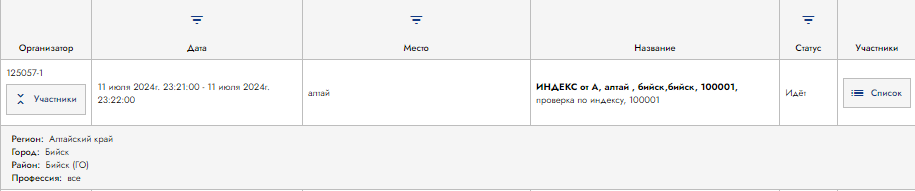 Организатор Дата Место Название Статус Участники
125057-1
Участники
11 июля 2024г. 23:21:00 - 11 июля 2024г.
23:22:00
алтай
ИНДЕКС от А, алтай , бийск,бийск, 100001,
проверка по индексу, 100001
Идёт
Список
Регион: Алтайский край
Город: Бийск
Район: Бийск (ГО)
Профессия: все